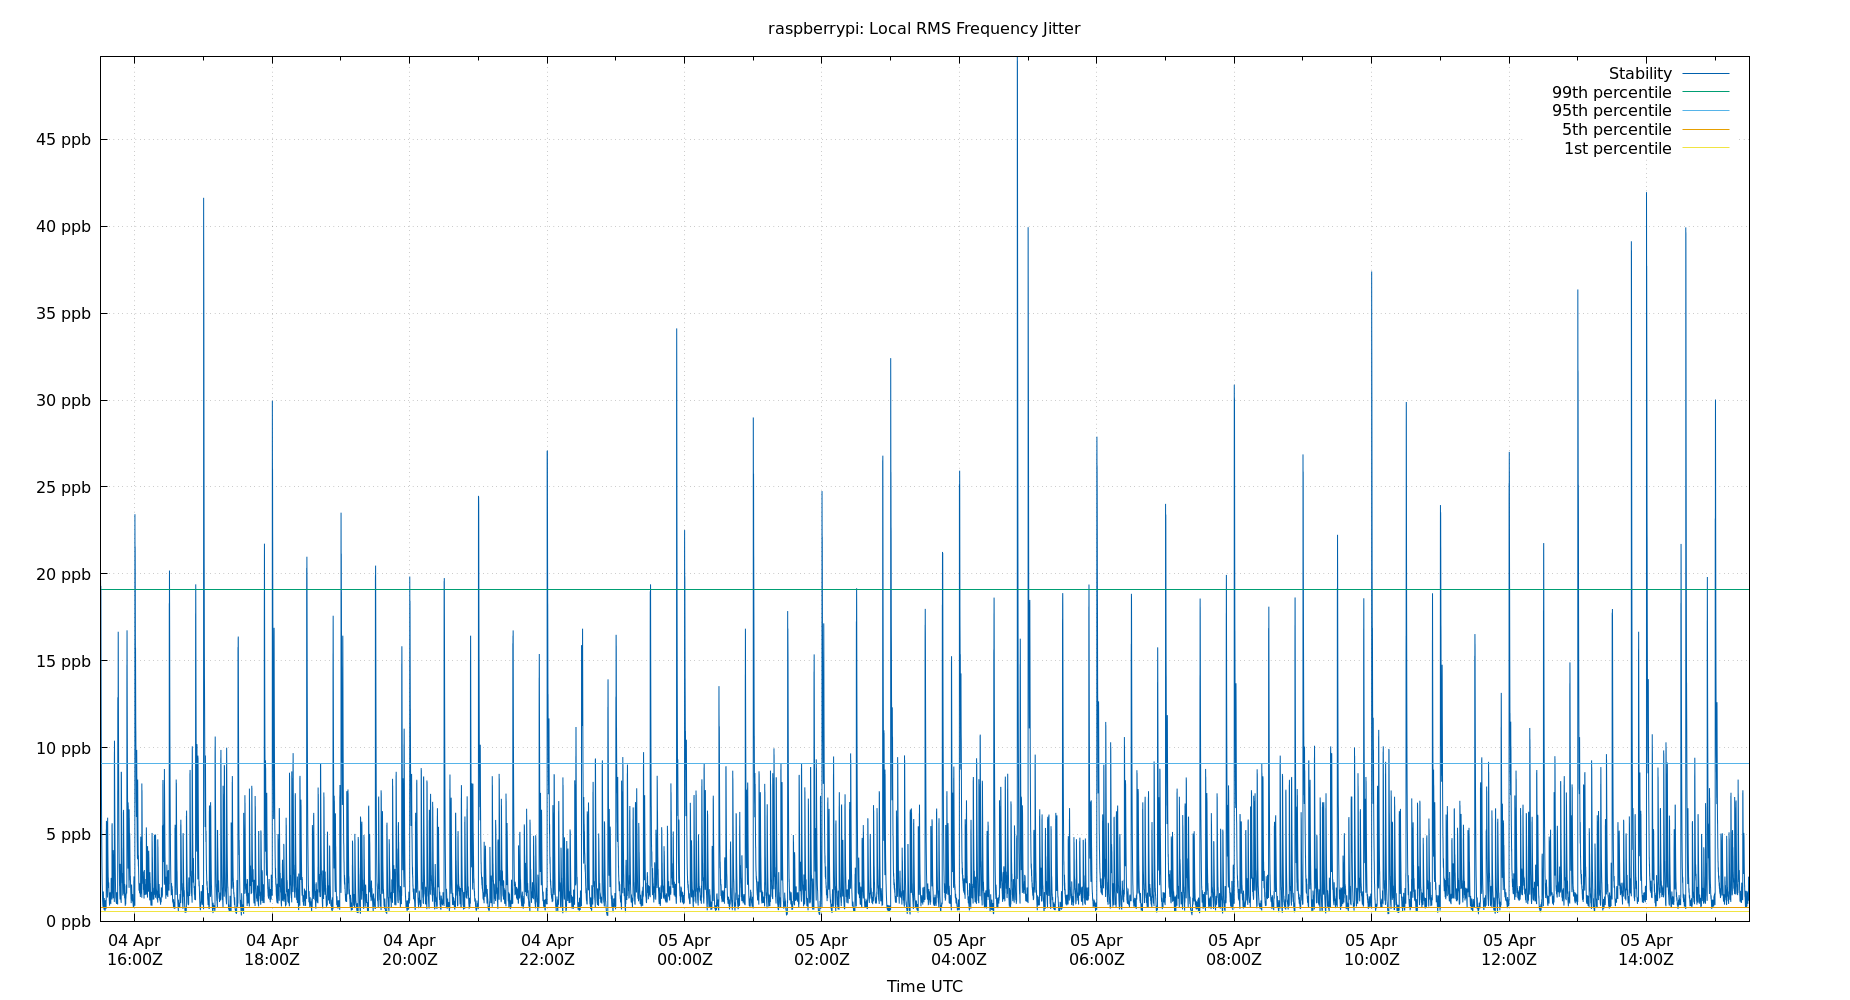 raspberrypi: Local RMS Frequency Jitter
Stability
99th percentile
95th percentile
5th percentile
1st percentile
45 ppb
40 ppb
35 ppb
30 ppb
25 ppb
20 ppb
15 ppb
10 ppb
5 ppb
0 ppb
04 Apr 04 Apr 04 Apr 04 Apr 05 Apr 05 Apr 05 Apr 05 Apr 05 Apr 05 Apr 05 Apr 05 Apr
16:00Z 18:00Z 20:00Z 22:00Z 00:00Z 02:00Z 04:00Z 06:00Z 08:00Z 10:00Z 12:00Z 14:00Z
Time UTC